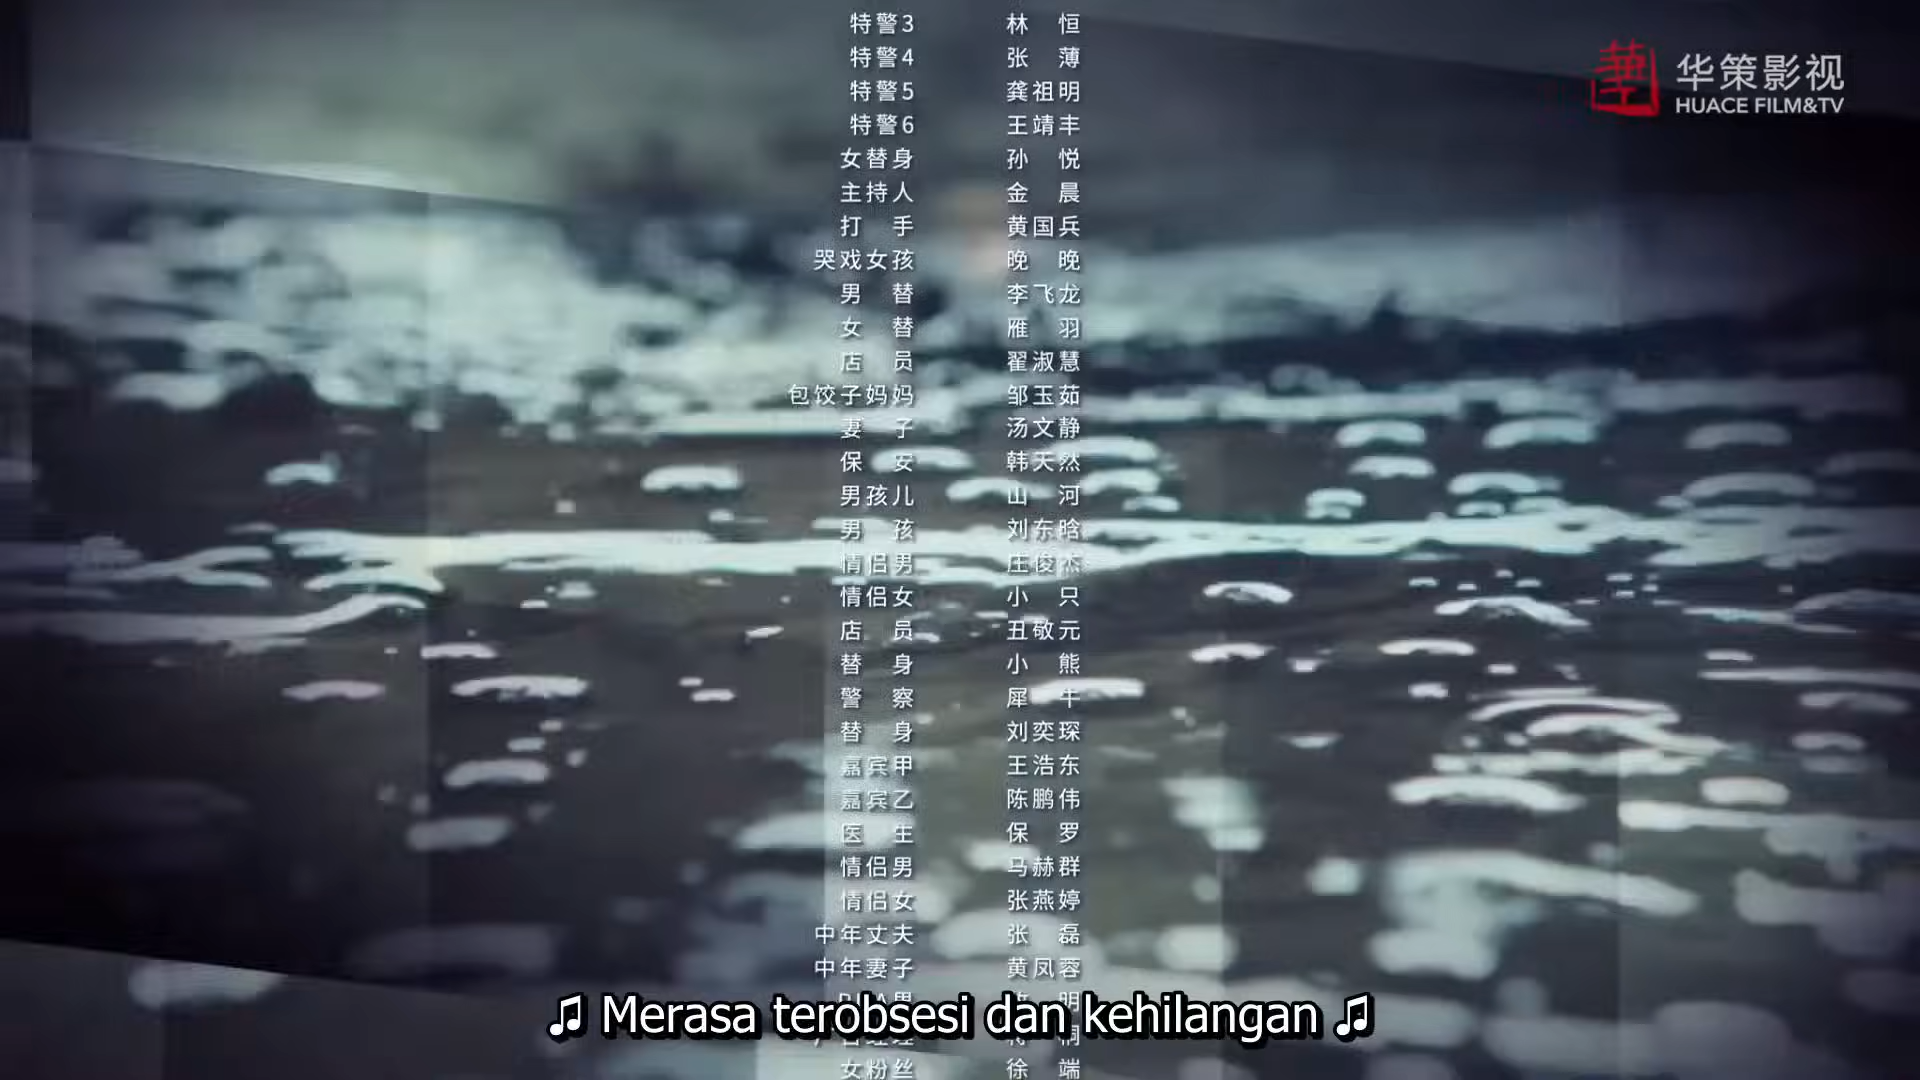 特警3 林恒
特警4 张薄
特警5 龚祖明
特警6 王靖丰
女替身 孙悦
主持人 金晨
打手 黄国兵
哭戏女孩 晚晚
男替 李飞龙
女替 雁羽
店员 翟淑慧
包饺子妈妈 邹玉茹
妻子 汤文静
保安 韩天然
男孩儿 山河
男孩 刘东晗
情侣男 庄俊杰
情侣女 小只
店员 丑敬元
替身 小熊
警察 犀牛
替身 刘奕琛
嘉宾甲 王浩东
嘉宾乙 陈鹏伟
医生 保罗
情侣男 马赫群
情侣女 张燕婷
中年丈夫 张磊
中年妻子 黄凤蓉
男 明
♫ Merasa terobsesi dan kehilangan ♫
女粉丝 徐端
華
华策影视
HUACE FILM&TV